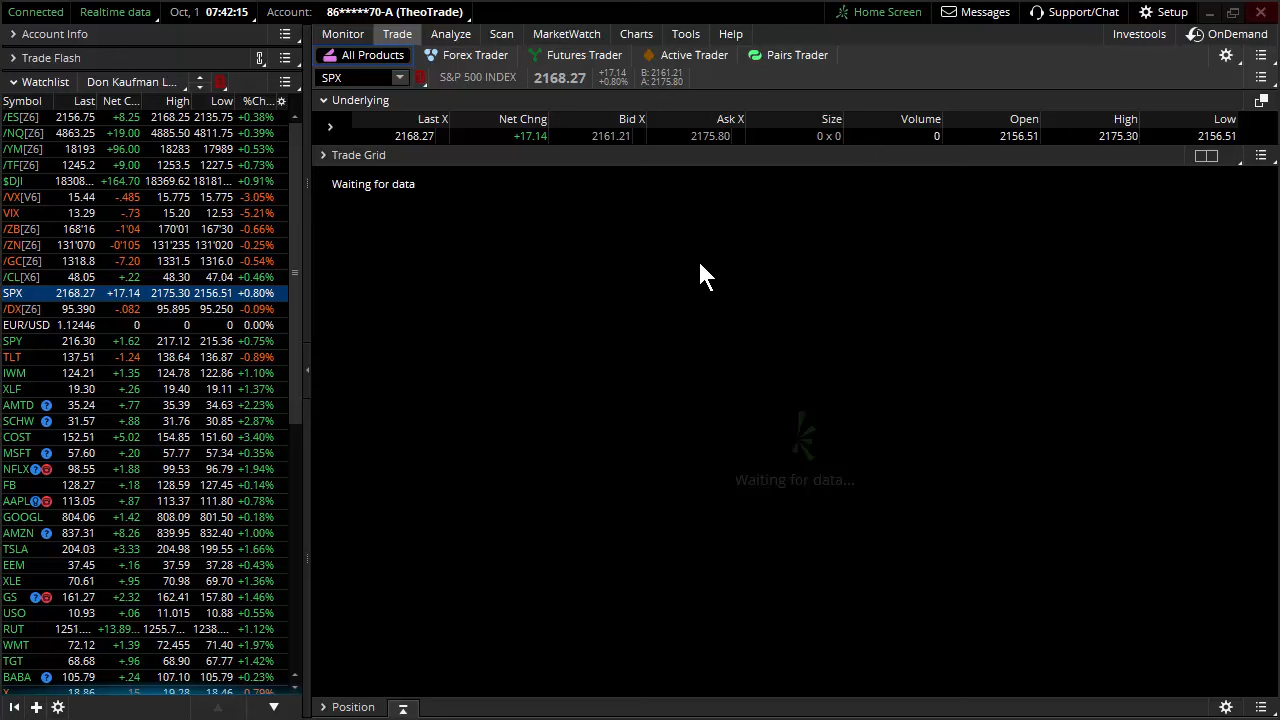 Connected Realtime data Oct, 1 07:42:15 Account: 86*****70-A (TheoTrade) Home Screen Messages Support/Chat Setup
Account Info
Trade Flash
Watchlist Don Kaufman L...
Symbol Last Net C... High Low %Ch...
/ES[Z6] 2156.75 +8.25 2168.25 2135.75 +0.38%
/NQ[Z6] 4863.25 +19.00 4885.50 4811.75 +0.39%
/YM[Z6] 18193 +96.00 18283 17989 +0.53%
/TF[Z6] 1245.2 +9.00 1253.5 1227.5 +0.73%
$DJI 18308... +164.70 18369.62 18181... +0.91%
/VX[V6] 15.44 -.485 15.775 15.775 -3.05%
VIX 13.29 -.73 15.20 12.53 -5.21%
/ZB[Z6] 168'16 -1'04 170'01 167'30 -0.66%
/ZN[Z6] 131'070 -0'105 131'235 131'020 -0.25%
/GC[Z6] 1318.8 -7.20 1331.5 1316.0 -0.54%
/CL[X6] 48.05 +.22 48.30 47.04 +0.46%
SPX 2168.27 +17.14 2175.30 2156.51 +0.80%
/DX[Z6] 95.390 -.082 95.895 95.250 -0.09%
EUR/USD 1.12446 0 0 0 0.00%
SPY 216.30 +1.62 217.12 215.36 +0.75%
TLT 137.51 -1.24 138.64 136.87 -0.89%
IWM 124.21 +1.35 124.78 122.86 +1.10%
XLF 19.30 +.26 19.40 19.11 +1.37%
AMTD 35.24 +.77 35.39 34.63 +2.23%
SCHW 31.57 +.88 31.76 30.85 +2.87%
COST 152.51 +5.02 154.85 151.60 +3.40%
MSFT 57.60 +.20 57.77 57.34 +0.35%
NFLX 98.55 +1.88 99.53 96.79 +1.94%
FB 128.27 +.18 128.59 127.45 +0.14%
AAPL 113.05 +.87 113.37 111.80 +0.78%
GOOGL 804.06 +1.42 808.09 801.50 +0.18%
AMZN 837.31 +8.26 839.95 832.40 +1.00%
TSLA 204.03 +3.33 204.98 199.55 +1.66%
EEM 37.45 +.16 37.59 37.28 +0.43%
XLE 70.61 +.95 70.98 69.70 +1.36%
GS 161.27 +2.32 162.41 157.80 +1.46%
USO 10.93 +.06 11.015 10.88 +0.55%
RUT 1251.... +13.89... 1255.7... 1238.... +1.12%
WMT 72.12 +1.39 72.455 71.40 +1.97%
TGT 68.68 +.96 68.90 67.77 +1.42%
BABA 105.79 +.24 107.10 105.79 +0.23%
Monitor Trade Analyze Scan MarketWatch Charts Tools Help Investools OnDemand
All Products Forex Trader Futures Trader Active Trader Pairs Trader
SPX S&P 500 INDEX 2168.27 +17.14 B: 2161.21
+0.80% A: 2175.80
Underlying
Last X Net Chng Bid X Ask X Size Volume Open High Low
2168.27 +17.14 2161.21 2175.80 0 x 0 0 2156.51 2175.30 2156.51
Trade Grid
Waiting for data
Waiting for data...
Position